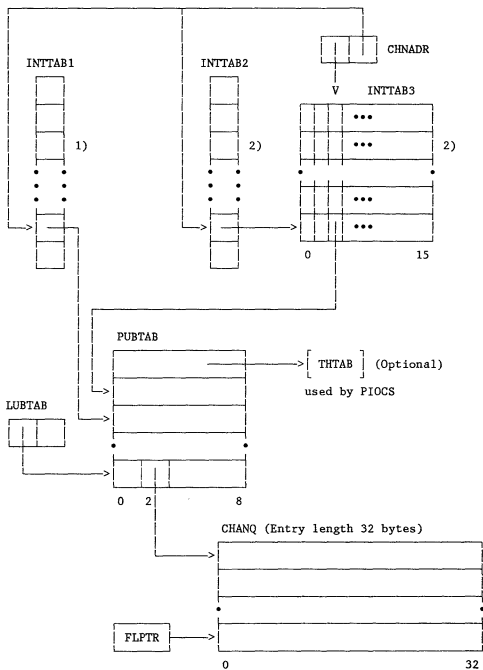 CHNADR
INTTAB1
INTTAB2
V INTTAB3
1)
2)
2)
0 15
PUBTAB
THTAB (Optional)
used by PIOCS
LUBTAB
0 2 8
CHANQ (Entry length 32 bytes)
FLPTR
0 32